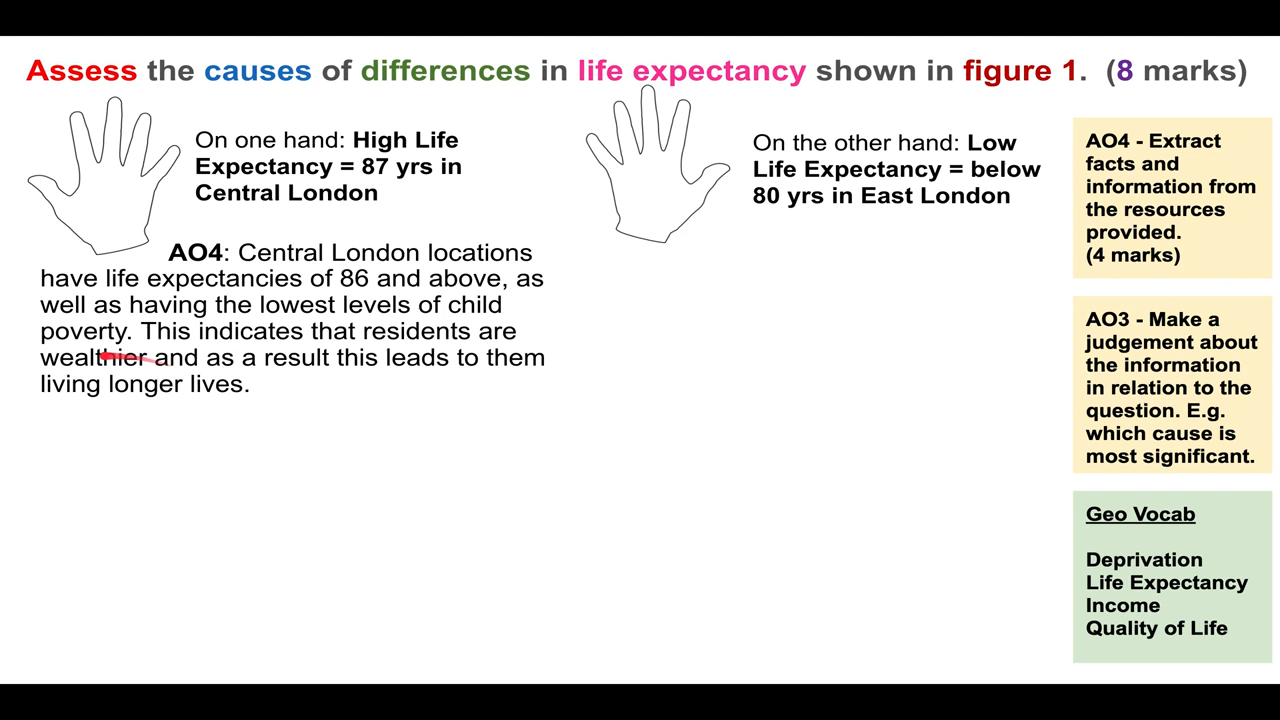 Assess the causes of differences in life expectancy shown in figure 1. (8 marks)
On one hand: High Life
Expectancy = 87 yrs in
Central London
AO4: Central London locations
have life expectancies of 86 and above, as
well as having the lowest levels of child
poverty. This indicates that residents are
wealthier and as a result this leads to them
living longer lives.
On the other hand: Low
Life Expectancy = below
80 yrs in East London
AO4 - Extract
facts and
information from
the resources
provided.
(4 marks)
AO3 - Make a
judgement about
the information
in relation to the
question. E.g.
which cause is
most significant.
Geo Vocab
Deprivation
Life Expectancy
Income
Quality of Life